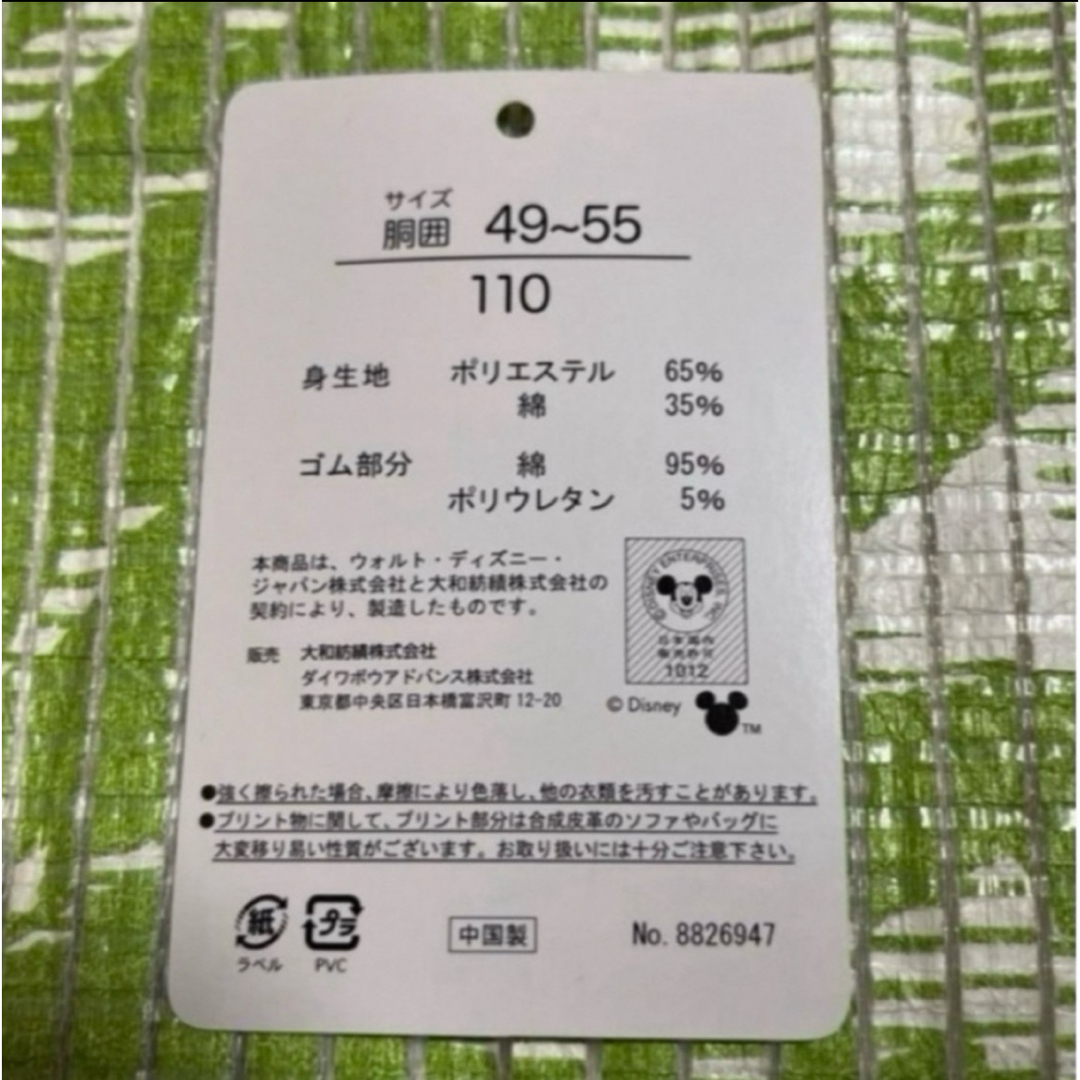 サイズ
胴囲 49~55
110
身生地 ポリエステル 65%
綿 35%
ゴム部分 綿 95%
ポリウレタン 5%
本商品は、ウォルト・ディズニー・
ジャパン株式会社と大和紡績株式会社の
契約により、製造したものです。
販売 大和紡績株式会社
ダイワボウアドバンス株式会社
東京都中央区日本橋富沢町 12-20
©DISNEY ENTERPRISES, INC.
日本国内
販売許可
1012
© Disney
TM
●強く擦られた場合、摩擦により色落し、他の衣類を汚すことがあります。
●プリント物に関して、プリント部分は合成皮革のソファやバッグに
大変移り易い性質がございます。お取り扱いには十分ご注意下さい。
紙 プラ
ラベル PVC
中国製
No. 8826947